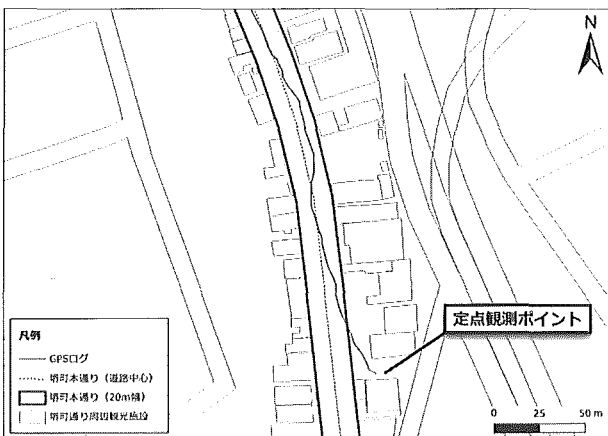 N
定点観測ポイント
凡例
GPSログ
堺町本通り（道路中心）
堺町本通り（20m幅）
堺町通り周辺観光施設
0 25 50 m